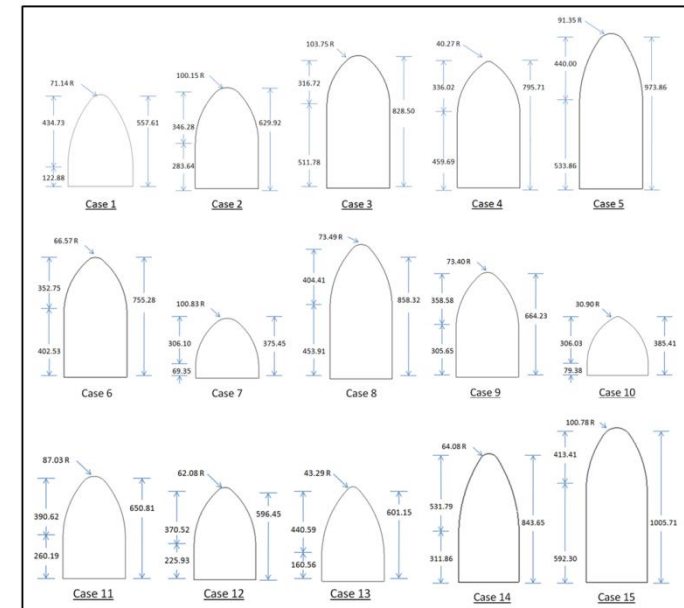 71.14 R
434.73
122.88
557.61
Case 1
100.15 R
346.28
283.64
629.92
Case 2
103.75 R
316.72
511.78
828.50
Case 3
40.27 R
336.02
459.69
795.71
Case 4
91.35 R
440.00
533.86
973.86
Case 5
66.57 R
352.75
402.53
755.28
Case 6
100.83 R
306.10
69.35
375.45
Case 7
73.49 R
404.41
453.91
858.32
Case 8
73.40 R
358.58
305.65
664.23
Case 9
30.90 R
306.03
79.38
385.41
Case 10
87.03 R
390.62
260.19
650.81
Case 11
62.08 R
370.52
225.93
596.45
Case 12
43.29 R
440.59
160.56
601.15
Case 13
64.08 R
531.79
311.86
843.65
Case 14
100.78 R
413.41
592.30
1005.71
Case 15